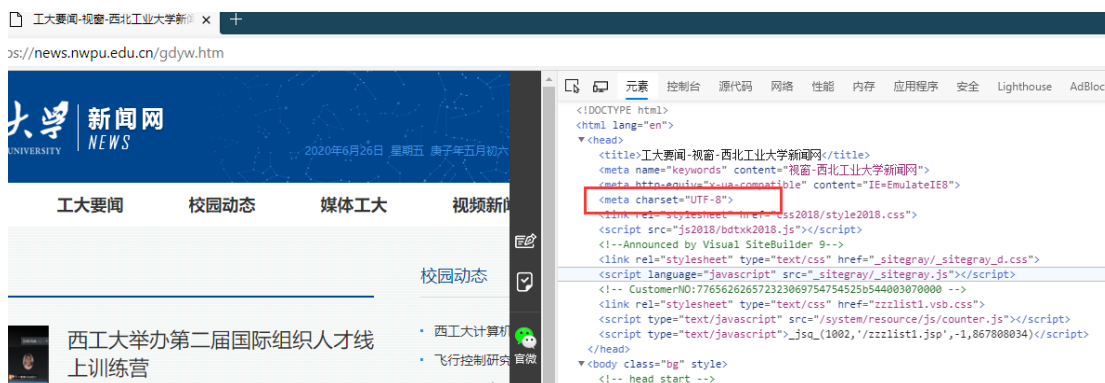 工大要闻-视窗-西北工业大学新闻
ps://news.nwpu.edu.cn/gdyw.htm
大学 新闻网
UNIVERSITY NEWS
2020年6月26日 星期五 庚子年五月初六
工大要闻 校园动态 媒体工大 视频新闻
校园动态
西工大举办第二届国际组织人才线
上训练营
西工大计算机
飞行控制研究
官微
元素 控制台 源代码 网络 性能 内存 应用程序 安全 Lighthouse AdBloc
<!DOCTYPE html>
<html lang="en">
<head>
<title>工大要闻-视窗-西北工业大学新闻网</title>
<meta name="keywords" content="视窗-西北工业大学新闻网">
<meta http-equiv="x-ua-compatible" content="IE=EmulateIE8">
<meta charset="UTF-8">
<link rel="stylesheet" href="css2018/style2018.css">
<script src="js2018/bdtxk2018.js"></script>
<!--Announced by Visual SiteBuilder 9-->
<link rel="stylesheet" type="text/css" href="_sitegray/_sitegray_d.css">
<script language="javascript" src="_sitegray/_sitegray.js"></script>
<!-- CustomerNO:77656262657232306975475​4525b544003070000 -->
<link rel="stylesheet" type="text/css" href="zzzlist1.vsb.css">
<script type="text/javascript" src="/system/resource/js/counter.js"></script>
<script type="text/javascript">_jsq_(1002,'/zzzlist1.jsp',-1,867808034)</script>
</head>
<body class="bg" style>
<!-- head start -->